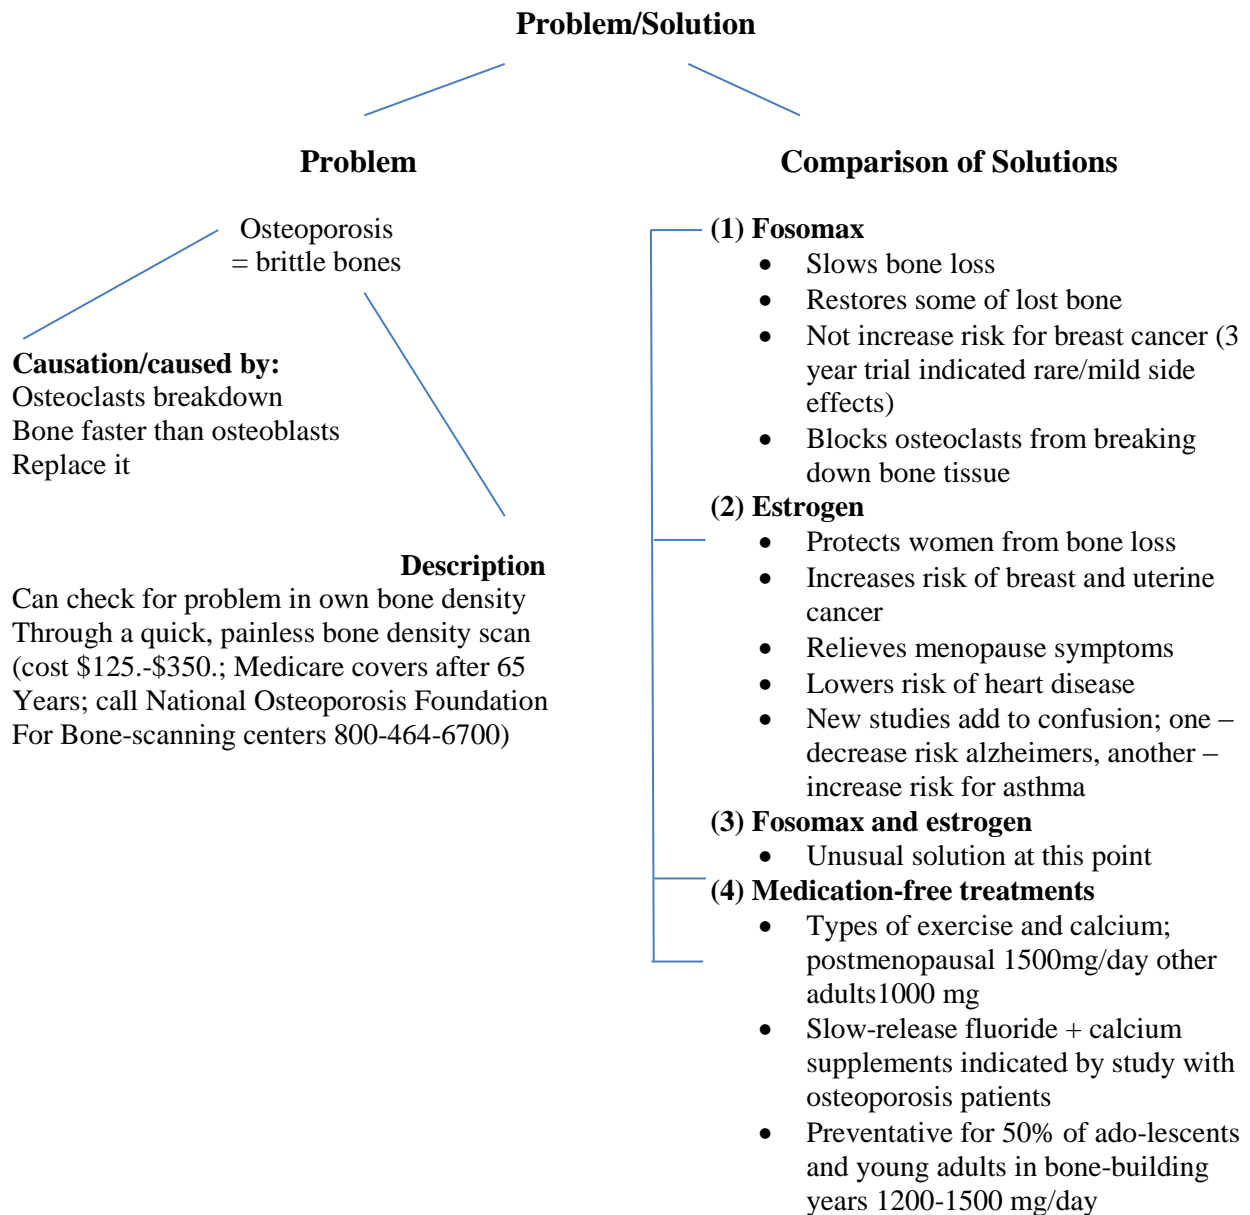 Problem/Solution
Problem
Comparison of Solutions
Osteoporosis
= brittle bones
Causation/caused by:
Osteoclasts breakdown
Bone faster than osteoblasts
Replace it
Description
Can check for problem in own bone density
Through a quick, painless bone density scan
(cost $125.-$350.; Medicare covers after 65
Years; call National Osteoporosis Foundation
For Bone-scanning centers 800-464-6700)
(1) Fosomax
• Slows bone loss
• Restores some of lost bone
• Not increase risk for breast cancer (3
year trial indicated rare/mild side
effects)
• Blocks osteoclasts from breaking
down bone tissue
(2) Estrogen
• Protects women from bone loss
• Increases risk of breast and uterine
cancer
• Relieves menopause symptoms
• Lowers risk of heart disease
• New studies add to confusion; one –
decrease risk alzheimers, another –
increase risk for asthma
(3) Fosomax and estrogen
• Unusual solution at this point
(4) Medication-free treatments
• Types of exercise and calcium;
postmenopausal 1500mg/day other
adults1000 mg
• Slow-release fluoride + calcium
supplements indicated by study with
osteoporosis patients
• Preventative for 50% of ado-lescents
and young adults in bone-building
years 1200-1500 mg/day